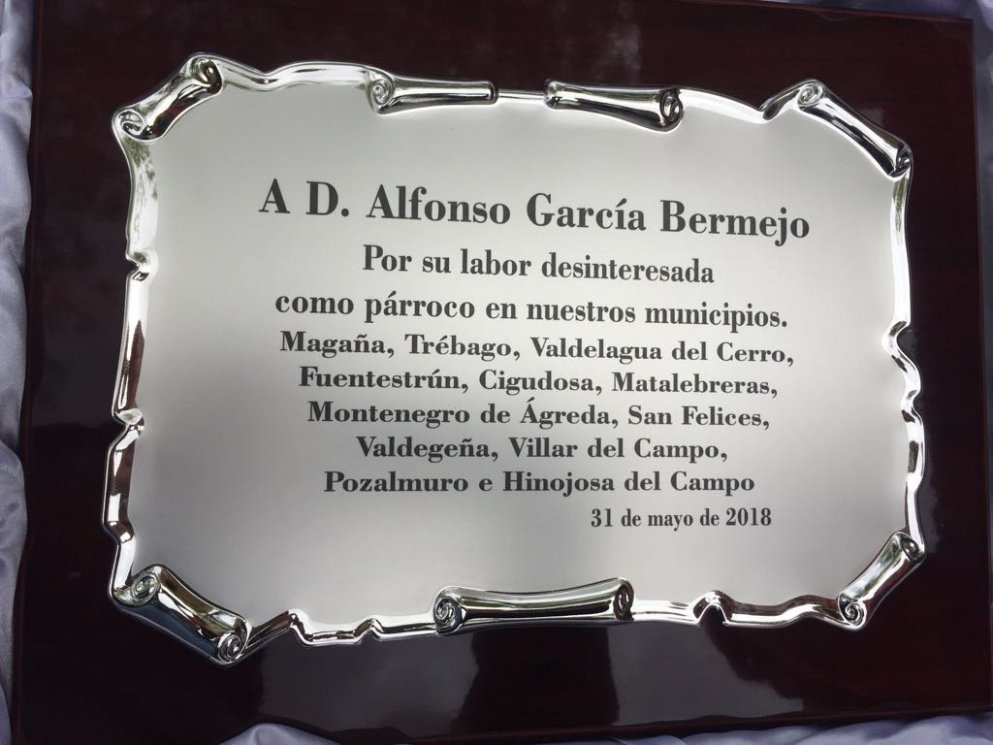 A D. Alfonso García Bermejo
Por su labor desinteresada
como párroco en nuestros municipios.
Magaña, Trébago, Valdelagua del Cerro,
Fuentestrún, Cigudosa, Matalebreras,
Montenegro de Ágreda, San Felices,
Valdegeña, Villar del Campo,
Pozalmuro e Hinojosa del Campo
31 de mayo de 2018